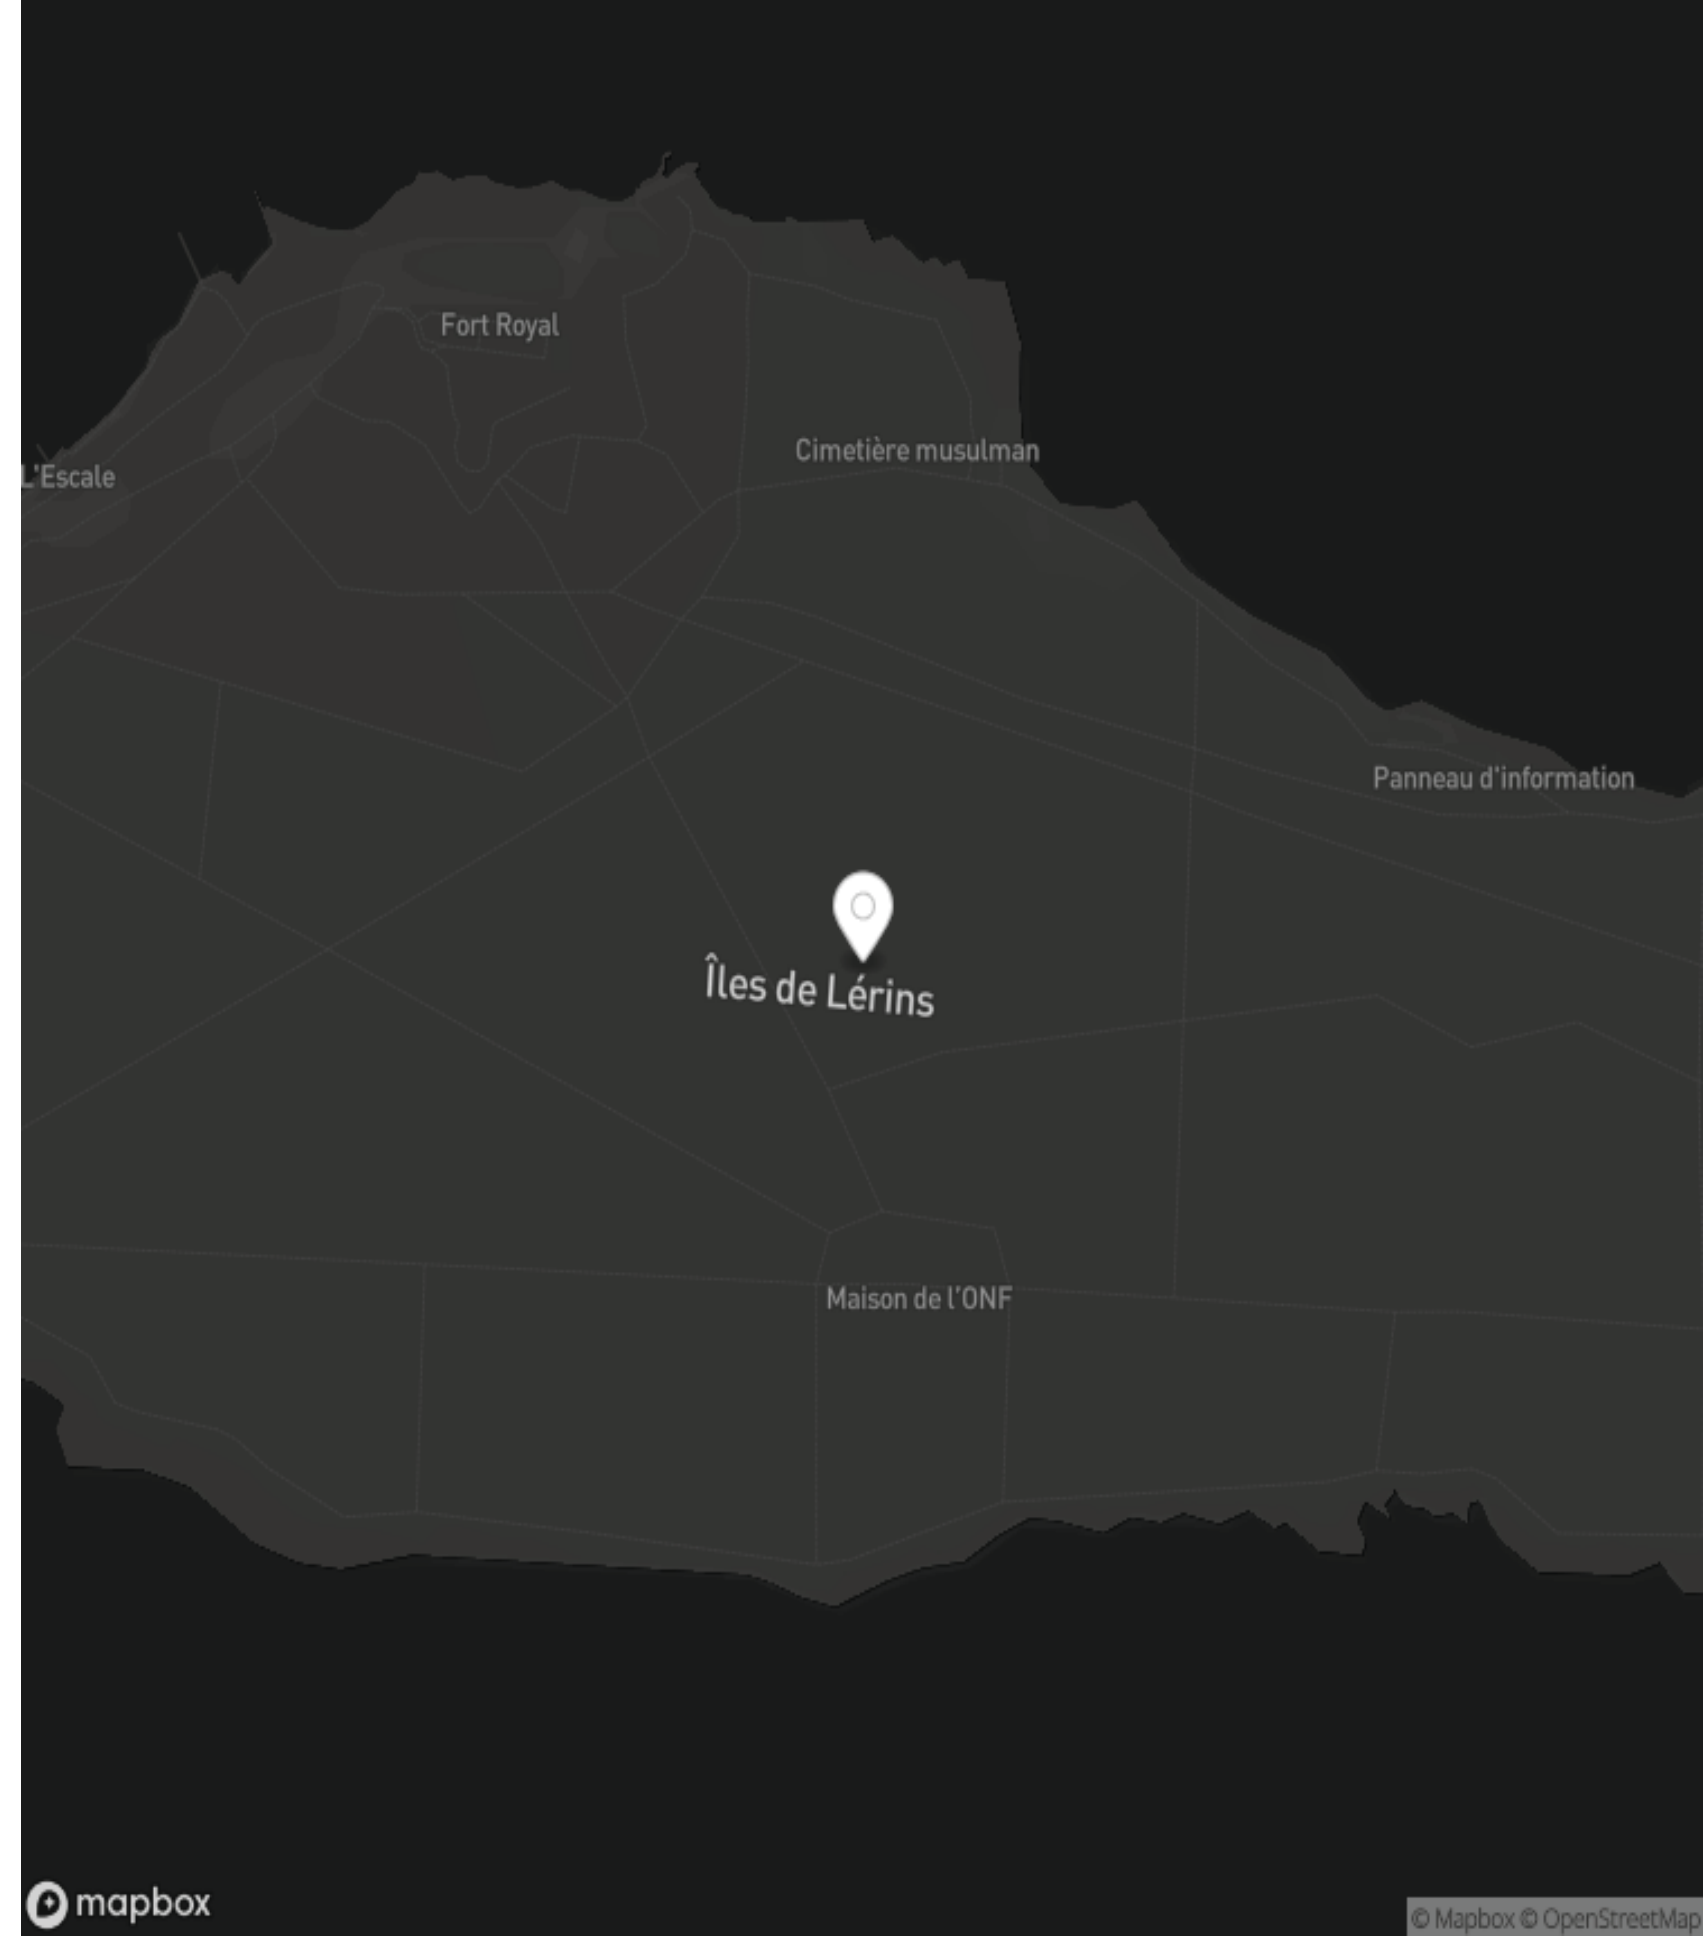 Fort Royal
Cimetière musulman
L'Escale
Panneau d'information
Îles de Lérins
Maison de l'ONF
mapbox
© Mapbox © OpenStreetMap